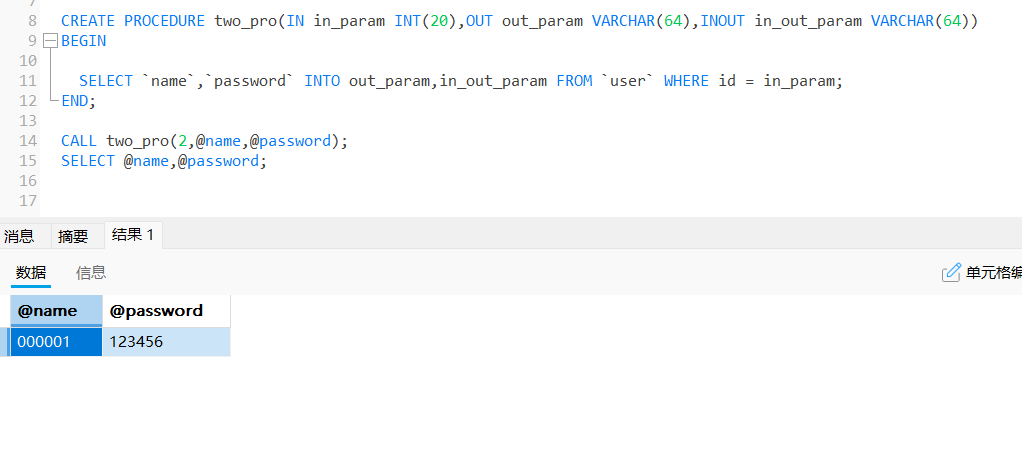 7
8 CREATE PROCEDURE two_pro(IN in_param INT(20),OUT out_param VARCHAR(64),INOUT in_out_param VARCHAR(64))
9 BEGIN
10
11 SELECT `name`,`password` INTO out_param,in_out_param FROM `user` WHERE id = in_param;
12 END;
13
14 CALL two_pro(2,@name,@password);
15 SELECT @name,@password;
16
17
消息 摘要 结果 1
数据 信息 单元格编
@name @password
000001 123456